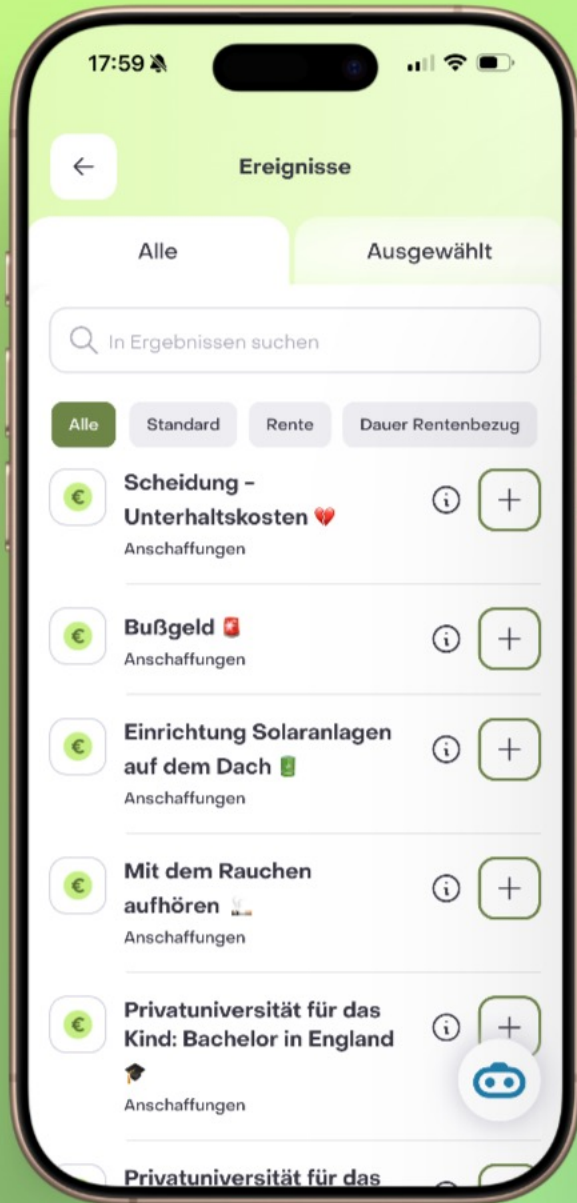 17:59
Ereignisse
Alle Ausgewählt
In Ergebnissen suchen
Alle Standard Rente Dauer Rentenbezug
€ Scheidung –
Unterhaltskosten 💔
Anschaffungen
€ Bußgeld 🚨
Anschaffungen
€ Einrichtung Solaranlagen
auf dem Dach 🔋
Anschaffungen
€ Mit dem Rauchen
aufhören 🚬
Anschaffungen
€ Privatuniversität für das
Kind: Bachelor in England
🎓
Anschaffungen
Privatuniversität für das